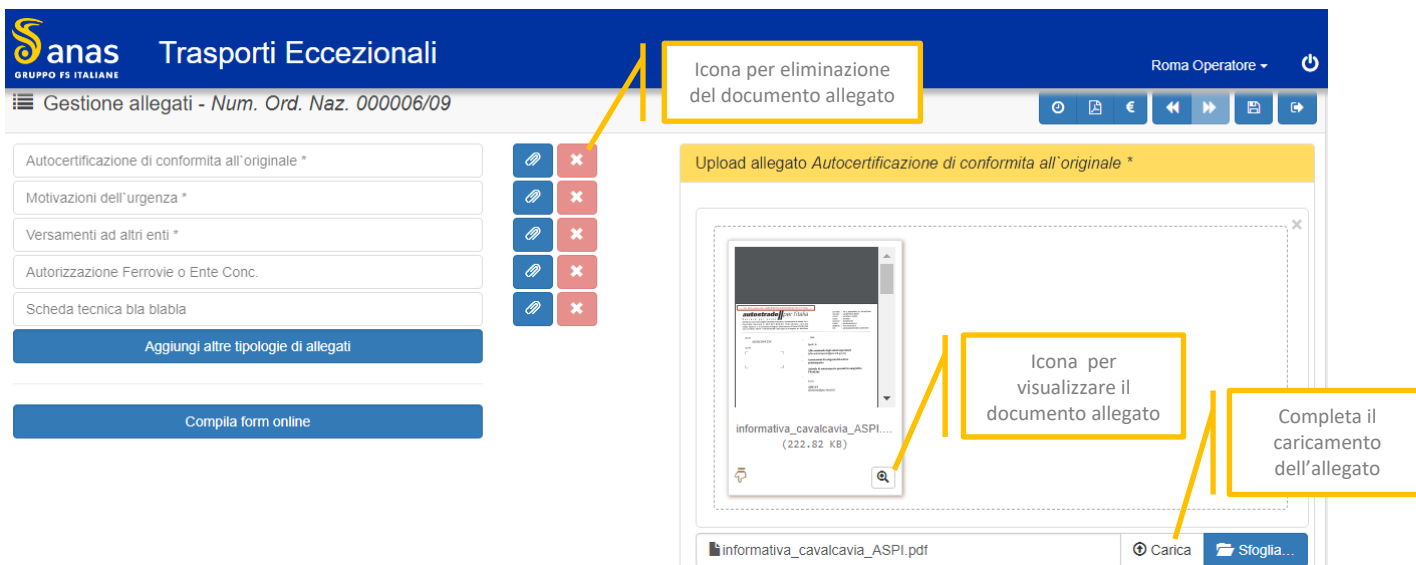 anas
GRUPPO FS ITALIANE
Trasporti Eccezionali
Icona per eliminazione
del documento allegato
Roma Operatore
Gestione allegati - Num. Ord. Naz. 000006/09
€
Autocertificazione di conformita all`originale *
Motivazioni dell`urgenza *
Versamenti ad altri enti *
Autorizzazione Ferrovie o Ente Conc.
Scheda tecnica bla blabla
Aggiungi altre tipologie di allegati
Compila form online
Upload allegato Autocertificazione di conformita all`originale *
autostrade per l'italia
informativa_cavalcavia_ASPI....
(222.82 KB)
Icona per
visualizzare il
documento allegato
Completa il
caricamento
dell’allegato
informativa_cavalcavia_ASPI.pdf
Carica
Sfoglia...